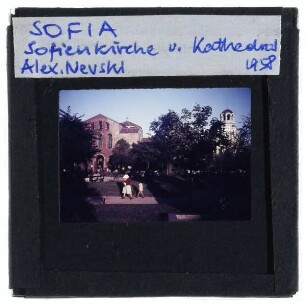 SOFIA
Sofienkirche u. Kathedral
Alex. Nevski 1958